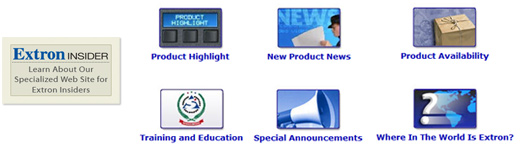 Extron INSIDER
Learn About Our
Specialized Web Site for
Extron Insiders
PRODUCT
HIGHLIGHT
Product Highlight
NEWS
New Product News
Product Availability
Training and Education
Special Announcements
?
Where In The World Is Extron?